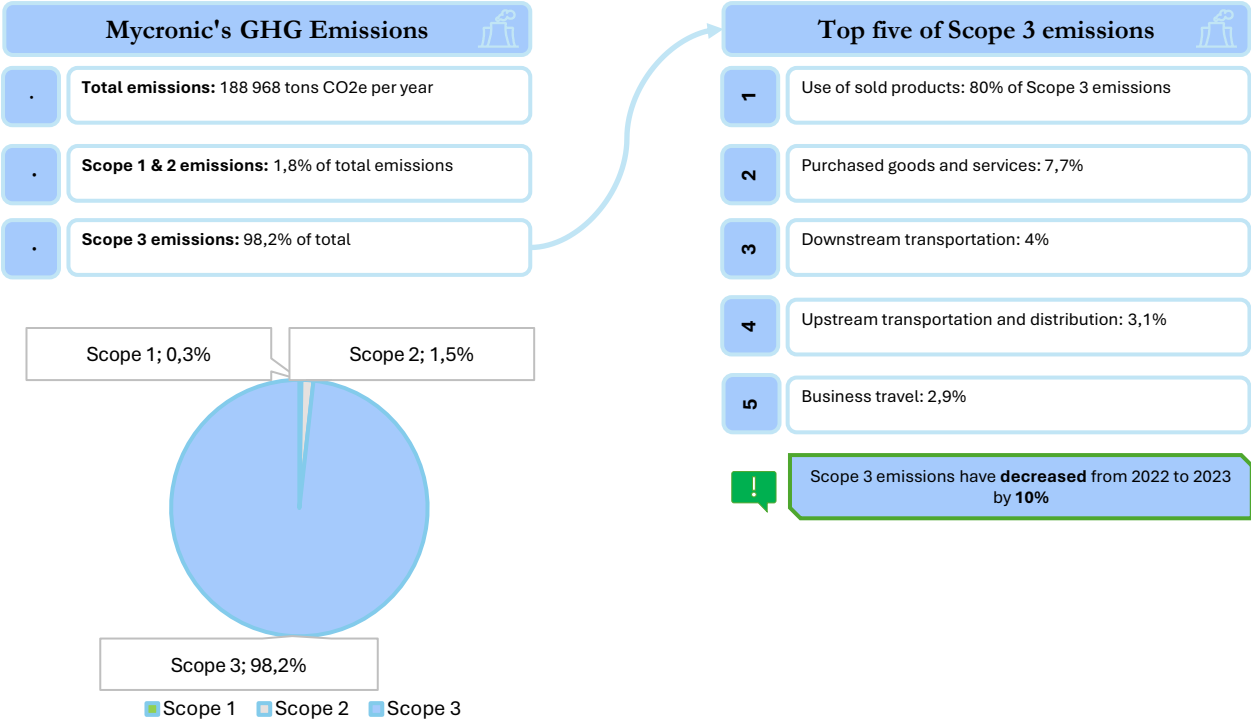 Mycronic's GHG Emissions
· Total emissions: 188 968 tons CO2e per year
· Scope 1 & 2 emissions: 1,8% of total emissions
· Scope 3 emissions: 98,2% of total
Scope 1; 0,3%
Scope 2; 1,5%
Scope 3; 98,2%
Scope 1 Scope 2 Scope 3
Top five of Scope 3 emissions
1 Use of sold products: 80% of Scope 3 emissions
2 Purchased goods and services: 7,7%
3 Downstream transportation: 4%
4 Upstream transportation and distribution: 3,1%
5 Business travel: 2,9%
!
Scope 3 emissions have decreased from 2022 to 2023
by 10%